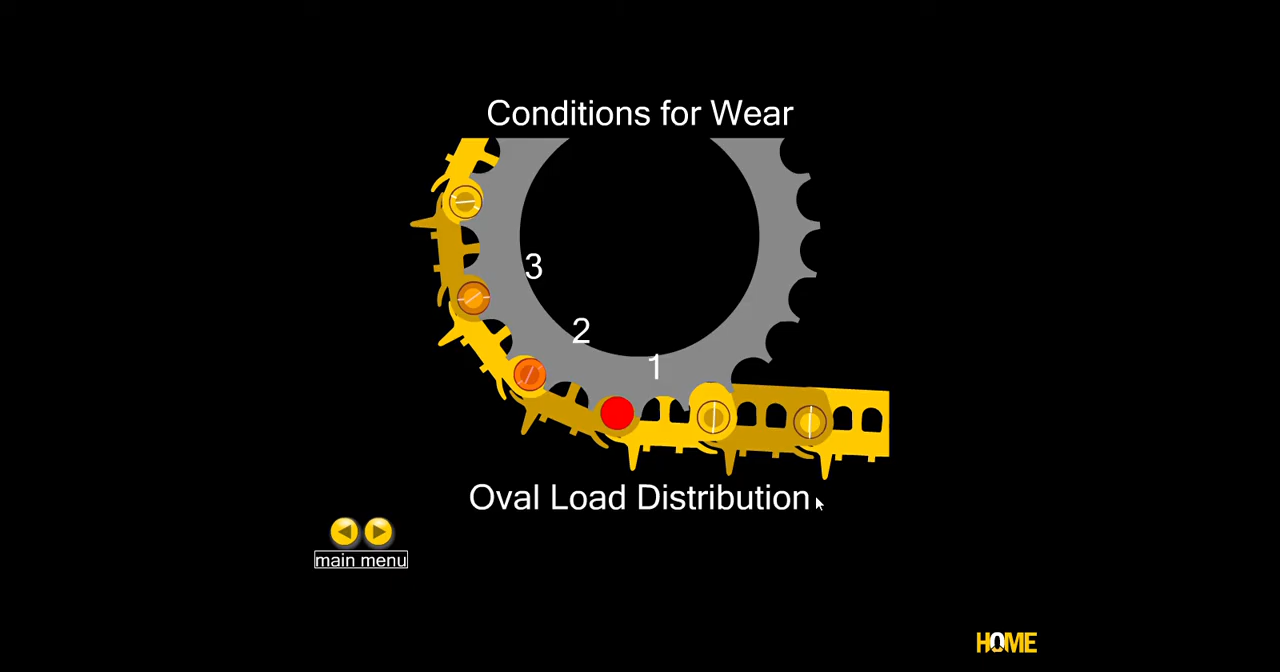 Conditions for Wear
3
2
1
Oval Load Distribution
main menu
HOME